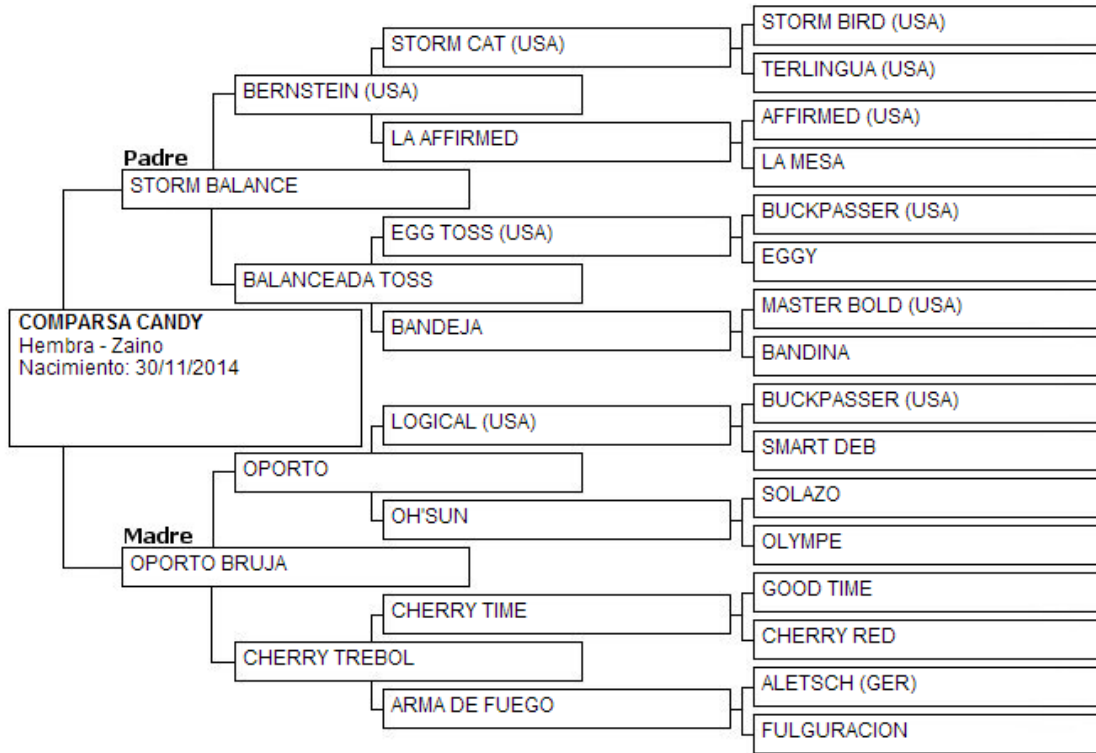 STORM BIRD (USA)
STORM CAT (USA)
TERLINGUA (USA)
BERNSTEIN (USA)
AFFIRMED (USA)
LA AFFIRMED
LA MESA
Padre
STORM BALANCE
BUCKPASSER (USA)
EGG TOSS (USA)
EGGY
BALANCEADA TOSS
MASTER BOLD (USA)
BANDEJA
BANDINA
COMPARSA CANDY
Hembra - Zaino
Nacimiento: 30/11/2014
BUCKPASSER (USA)
LOGICAL (USA)
SMART DEB
OPORTO
SOLAZO
OH'SUN
OLYMPE
Madre
OPORTO BRUJA
GOOD TIME
CHERRY TIME
CHERRY RED
CHERRY TREBOL
ALETSCH (GER)
ARMA DE FUEGO
FULGURACION